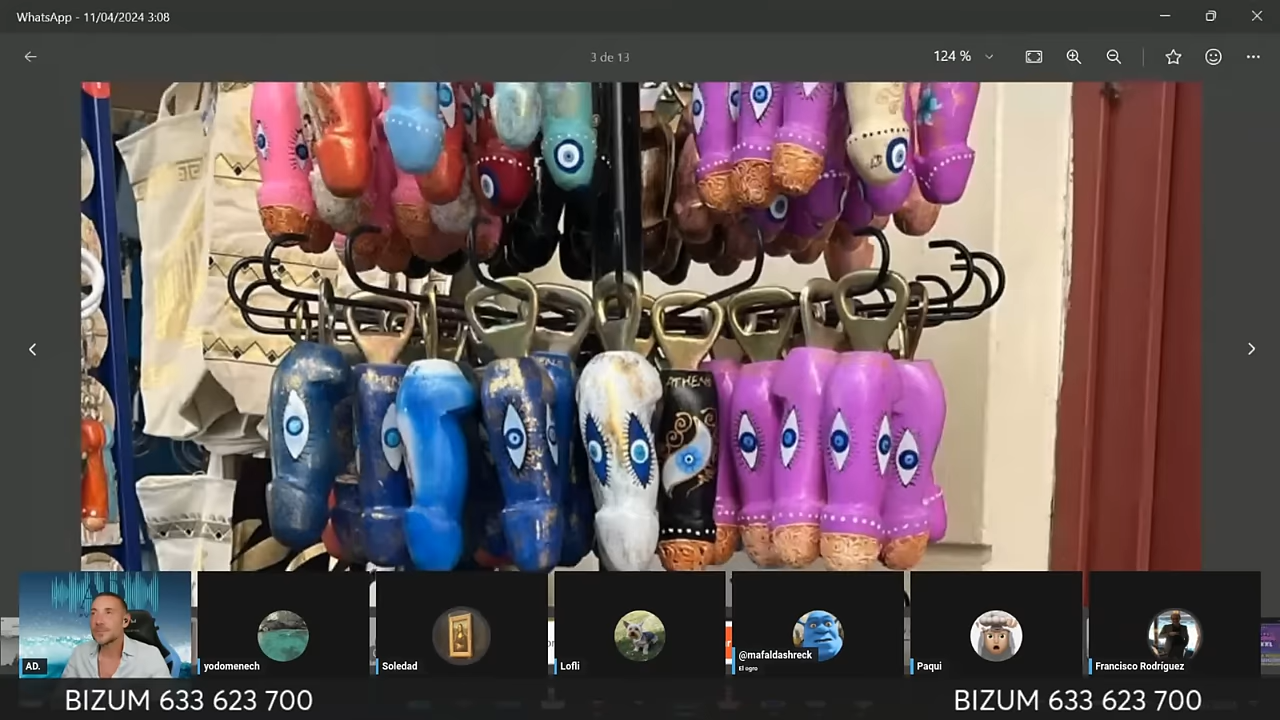 WhatsApp - 11/04/2024 3:08
3 de 13
124 %
ATHENS
AD.
yodomenech
Soledad
Lofli
@mafaldashreck
El ogro
Paqui
Francisco Rodríguez
BIZUM 633 623 700
BIZUM 633 623 700